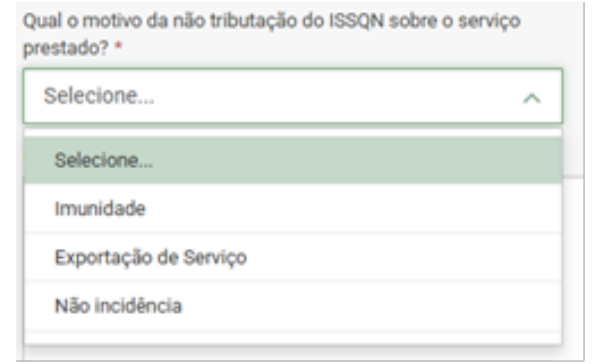 Qual o motivo da não tributação do ISSQN sobre o serviço
prestado? *
Selecione...
Selecione...
Imunidade
Exportação de Serviço
Não incidência